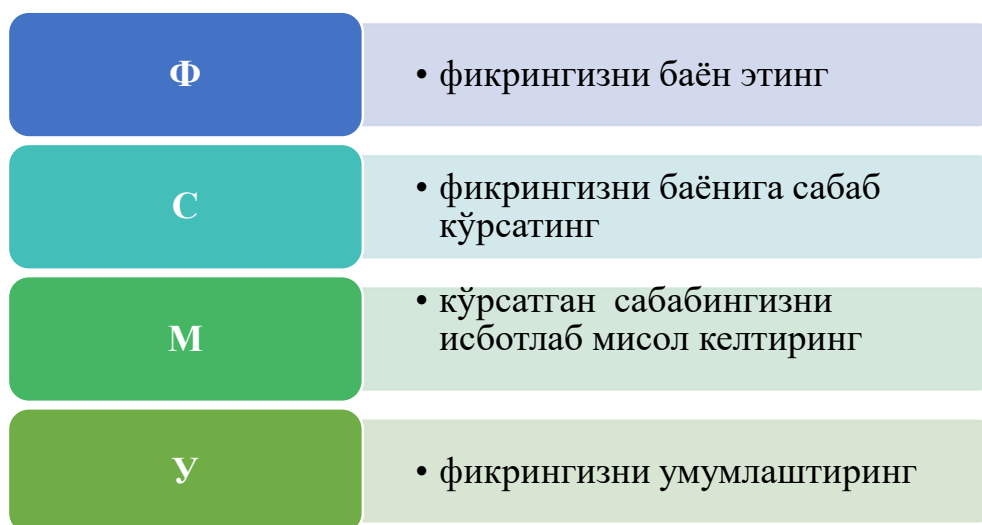 Ф
• фикрингизни баён этинг
С
• фикрингизни баёнига сабаб
кўрсатинг
М
• кўрсатган сабабингизни
исботлаб мисол келтиринг
У
• фикрингизни умумлаштиринг